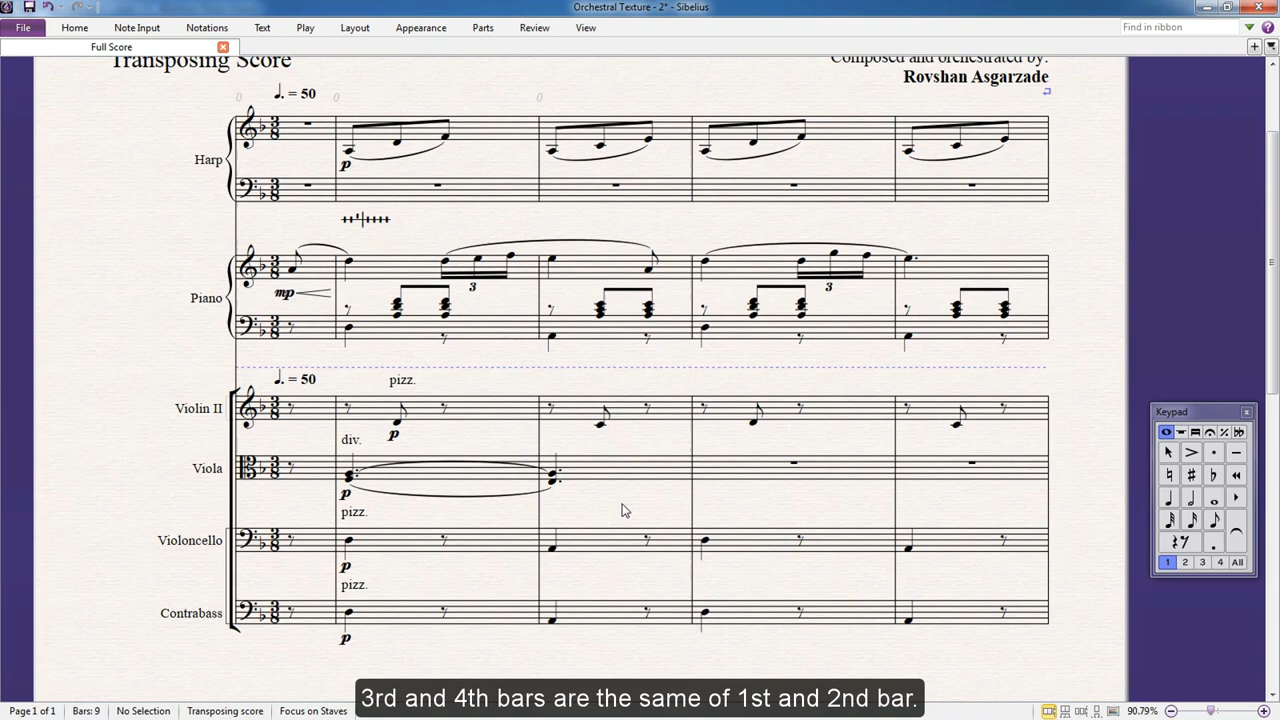 Orchestral Texture - 2* - Sibelius
File Home Note Input Notations Text Play Layout Appearance Parts Review View Find in ribbon
Full Score
Transposing Score
Composed and orchestrated by:
Rovshan Asgarzade
0 = 50 0 0
Harp
p
Piano
mp 3 3
= 50 pizz.
Violin II
p
div.
Viola
p
pizz.
Violoncello
p
pizz.
Contrabass
p
Keypad
1 2 3 4 All
3rd and 4th bars are the same of 1st and 2nd bar.
Page 1 of 1 Bars: 9 No Selection Transposing score Focus on Staves 90.79%